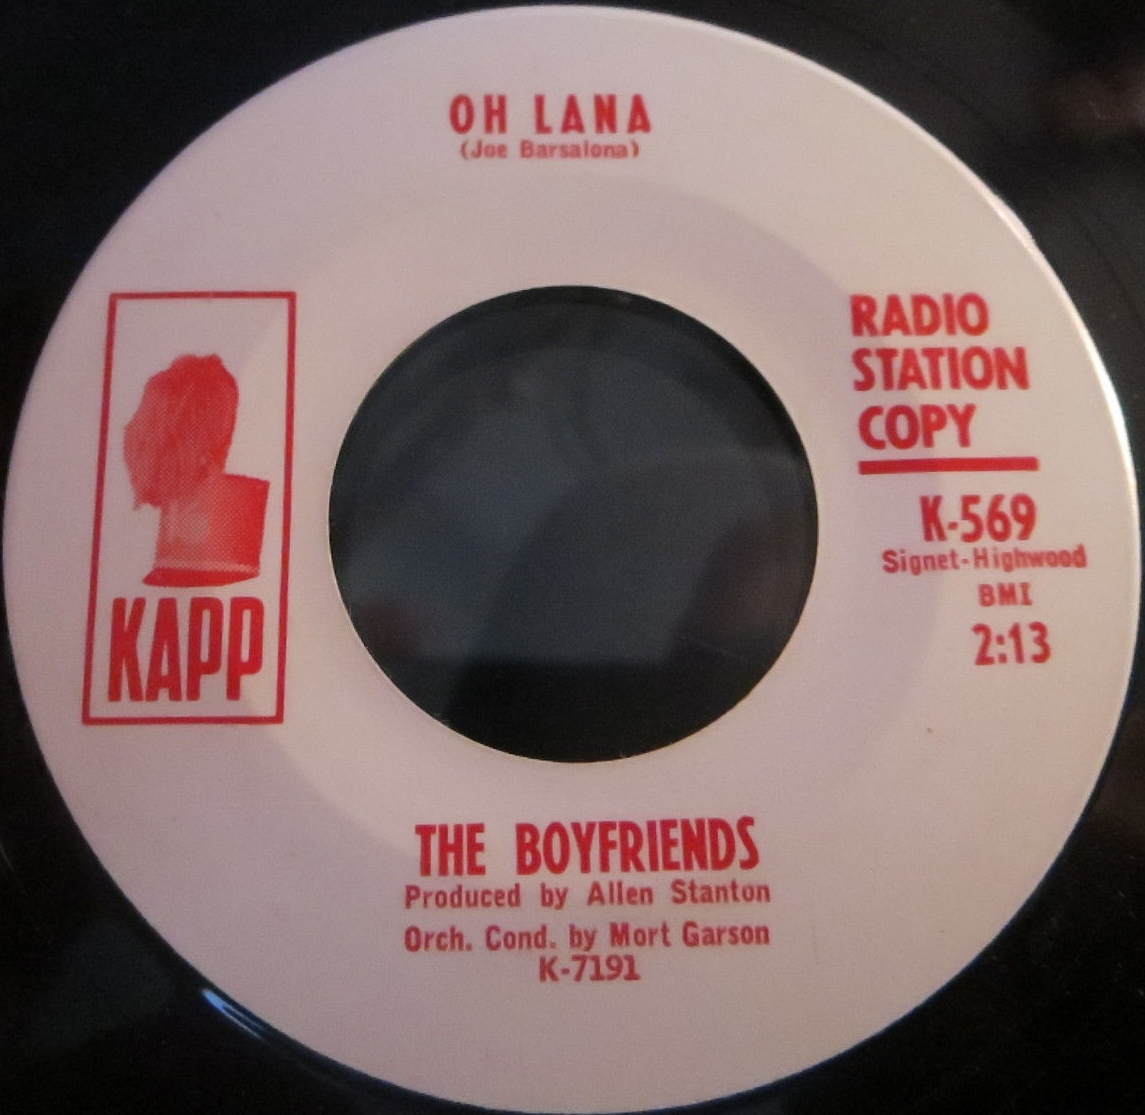 OH LANA
(Joe Barsalona)
RADIO
STATION
COPY
K-569
Signet-Highwood
BMI
2:13
KAPP
THE BOYFRIENDS
Produced by Allen Stanton
Orch. Cond. by Mort Garson
K-7191